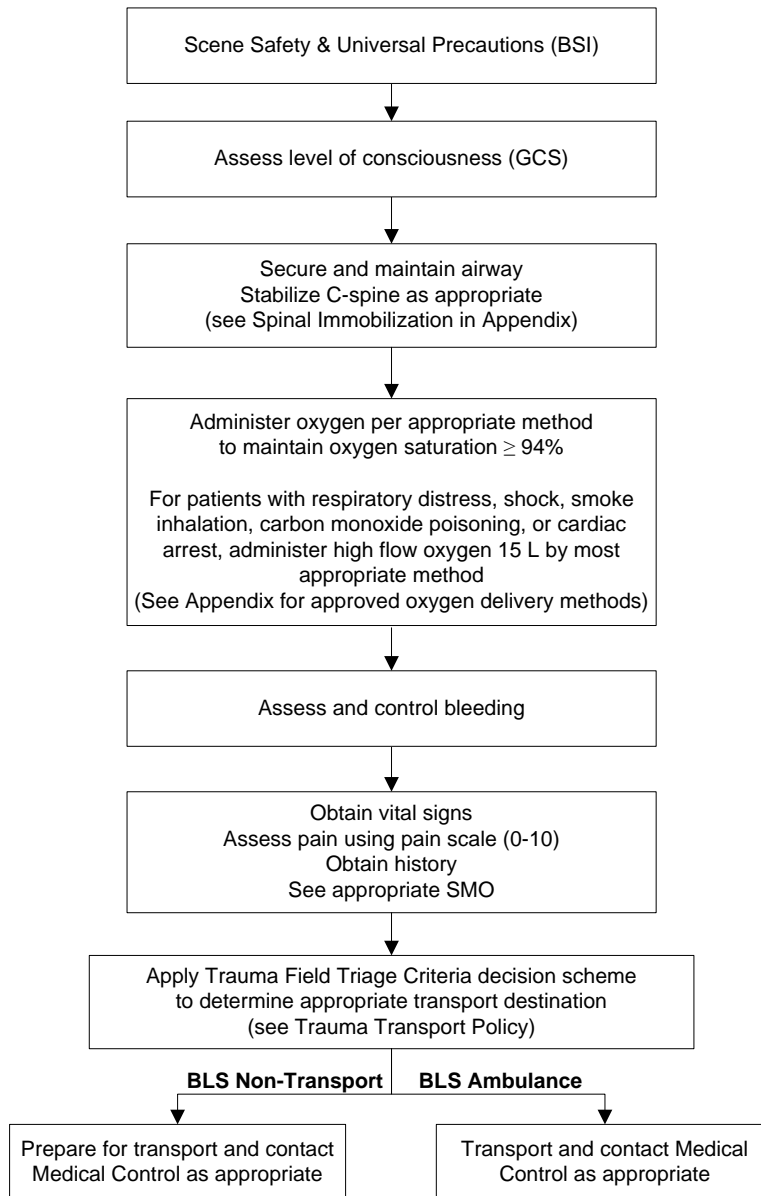 Scene Safety & Universal Precautions (BSI)
Assess level of consciousness (GCS)
Secure and maintain airway
Stabilize C-spine as appropriate
(see Spinal Immobilization in Appendix)
Administer oxygen per appropriate method
to maintain oxygen saturation ≥ 94%
For patients with respiratory distress, shock, smoke
inhalation, carbon monoxide poisoning, or cardiac
arrest, administer high flow oxygen 15 L by most
appropriate method
(See Appendix for approved oxygen delivery methods)
Assess and control bleeding
Obtain vital signs
Assess pain using pain scale (0-10)
Obtain history
See appropriate SMO
Apply Trauma Field Triage Criteria decision scheme
to determine appropriate transport destination
(see Trauma Transport Policy)
BLS Non-Transport
BLS Ambulance
Prepare for transport and contact
Medical Control as appropriate
Transport and contact Medical
Control as appropriate